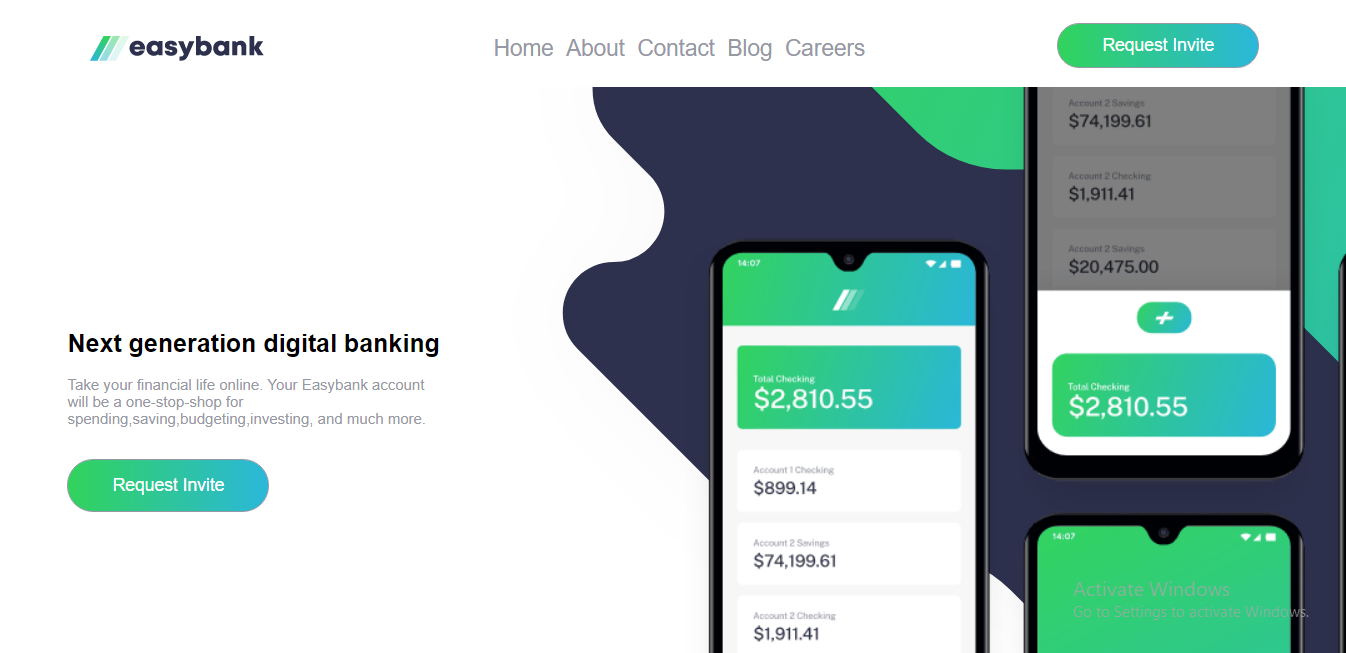 easybank
Home About Contact Blog Careers
Request Invite
Next generation digital banking
Take your financial life online. Your Easybank account
will be a one-stop-shop for
spending,saving,budgeting,investing, and much more.
Request Invite
14:07
Total Checking
$2,810.55
Account 1 Checking
$899.14
Account 2 Savings
$74,199.61
Account 2 Checking
$1,911.41
Account 2 Savings
$74,199.61
Account 2 Checking
$1,911.41
Account 2 Savings
$20,475.00
Total Checking
$2,810.55
14:07
Activate Windows
Go to Settings to activate Windows.